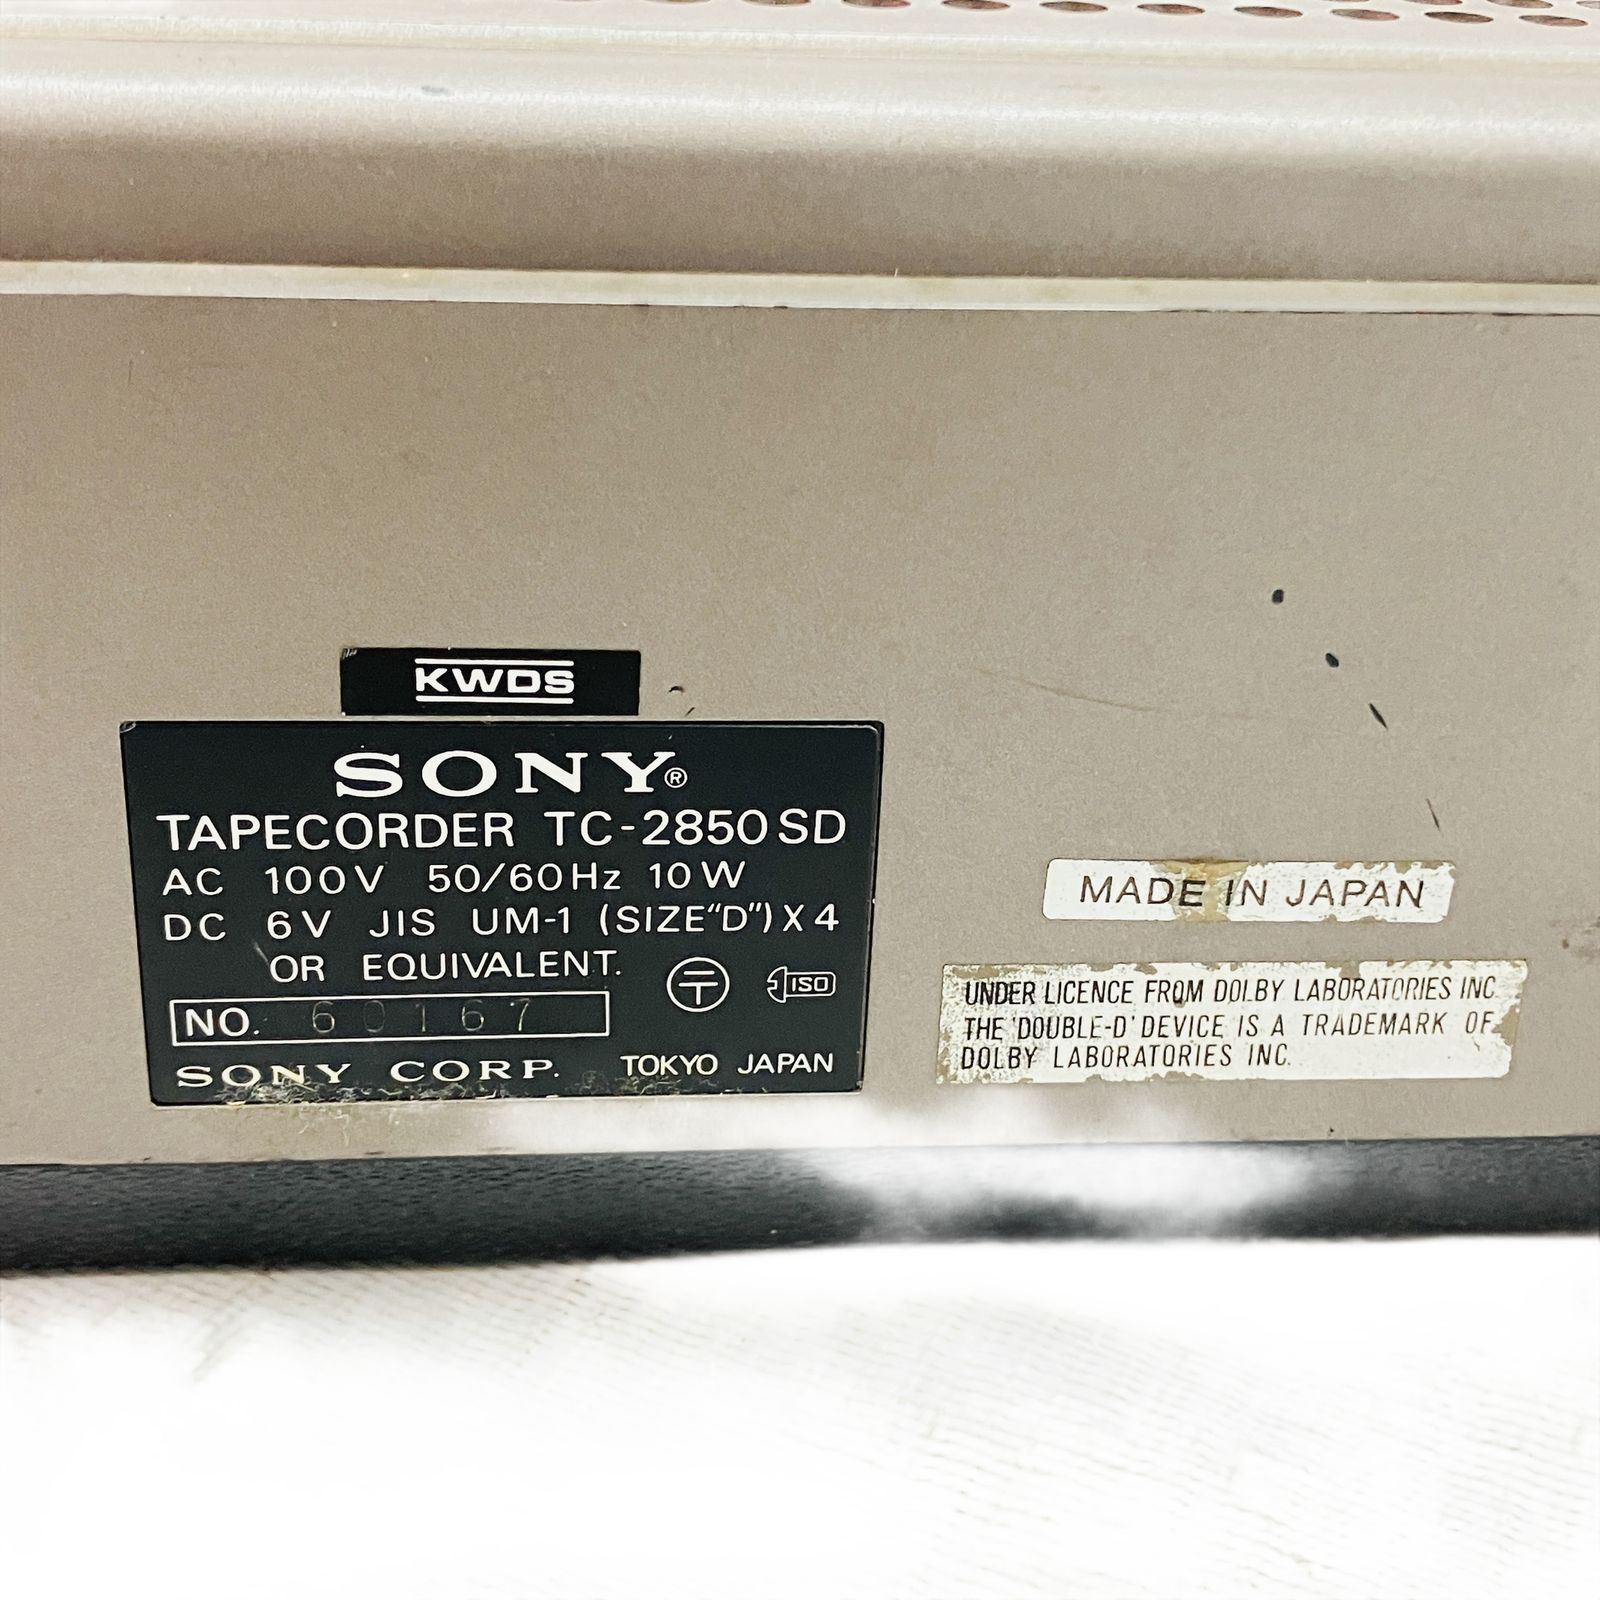 KWDS
SONY®
TAPECORDER TC-2850SD
AC 100V 50/60Hz 10W
DC 6V JIS UM-1 (SIZE "D") X 4
OR EQUIVALENT.
〒 ISO
NO. 60167
SONY CORP. TOKYO JAPAN
MADE IN JAPAN
UNDER LICENCE FROM DOLBY LABORATORIES INC.
THE 'DOUBLE-D' DEVICE IS A TRADEMARK OF
DOLBY LABORATORIES INC.